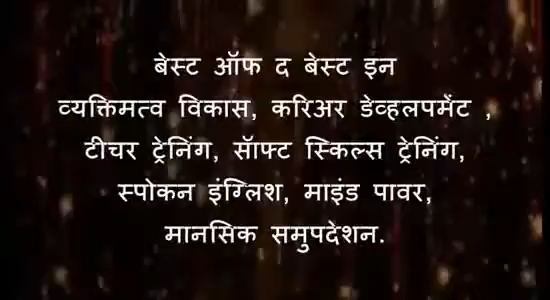 बेस्ट ऑफ द बेस्ट इन
व्यक्तिमत्व विकास, करिअर डेव्हलपमेंट ,
टीचर ट्रेनिंग, सॅाफ्ट स्किल्स ट्रेनिंग,
स्पोकन इंग्लिश, माइंड पावर,
मानसिक समुपदेशन.